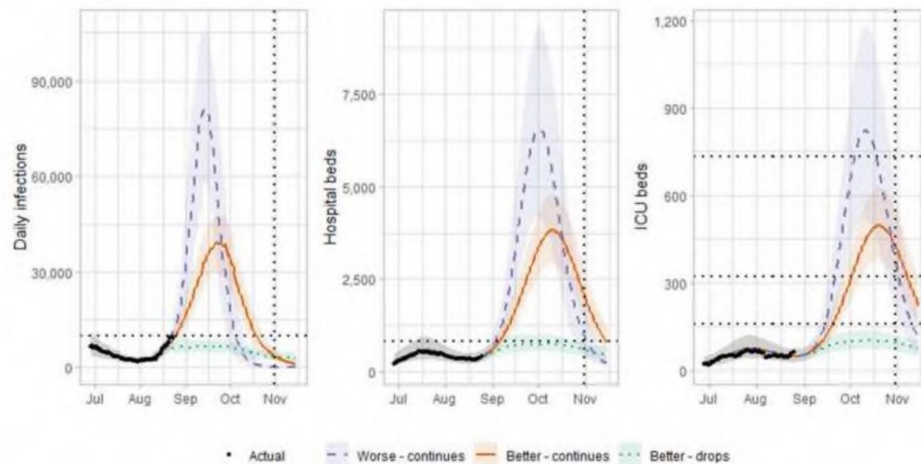 Daily infections
90,000
60,000
30,000
0
Jul Aug Sep Oct Nov
Hospital beds
7,500
5,000
2,500
0
Jul Aug Sep Oct Nov
ICU beds
1,200
900
600
300
0
Jul Aug Sep Oct Nov
Actual Worse - continues Better - continues Better - drops